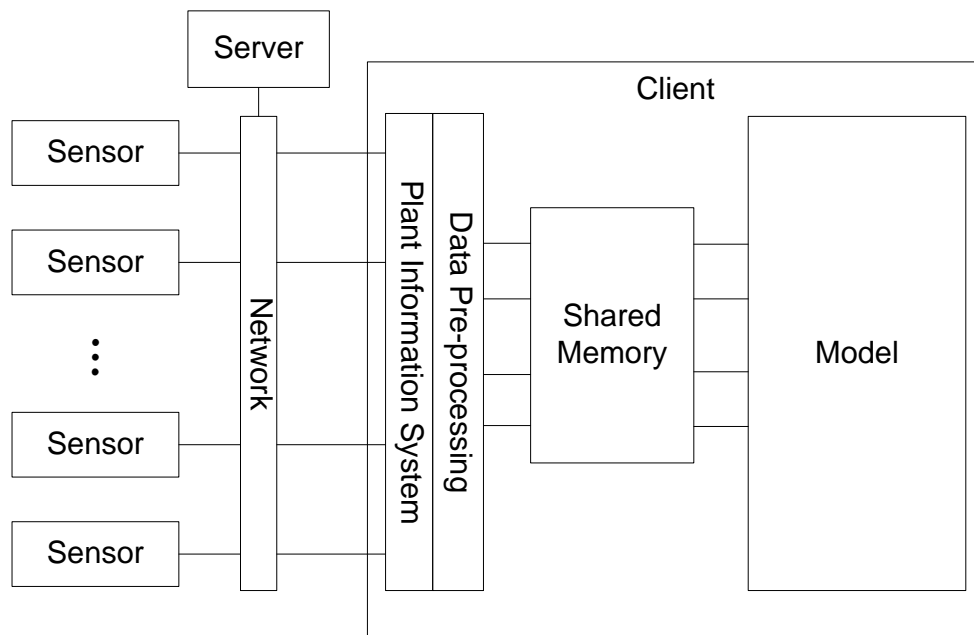 Server
Client
Sensor
Sensor
Sensor
Sensor
Network
Plant Information System
Data Pre-processing
Shared
Memory
Model